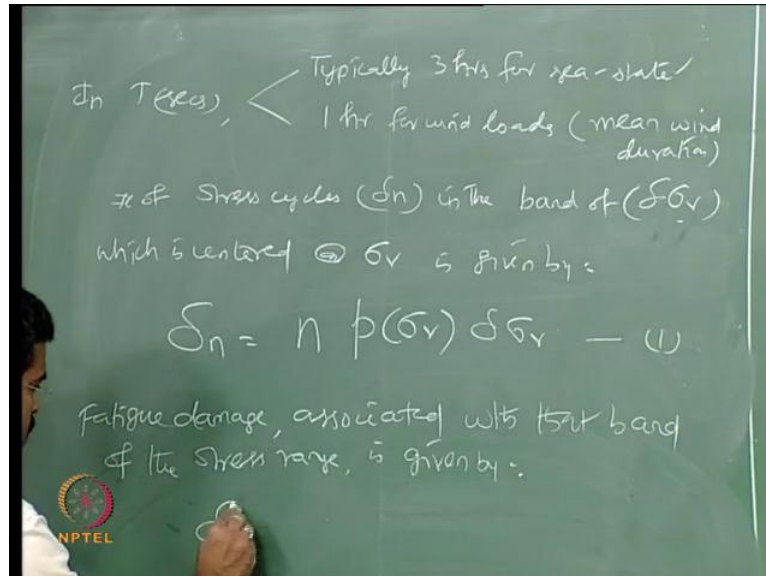 In T(secs), < Typically 3 hrs for sea-state
1 hr for wind loads (mean wind duration)
# of stress cycles (δn) in the band of (δσr)
which is centered @ σr is given by:
δn = n p(σr) δσr — (1)
Fatigue damage, associated with that band
of the stress range, is given by:
NPTEL